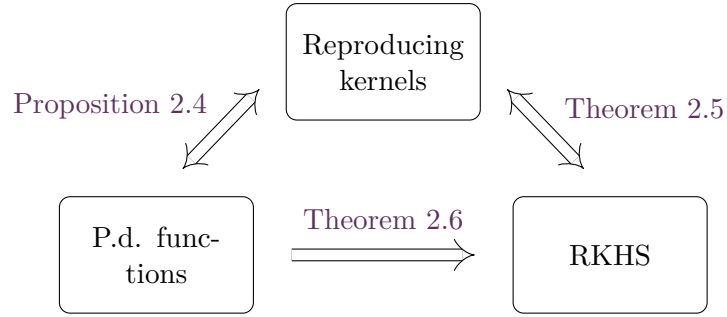 Reproducing
kernels
Proposition 2.4
Theorem 2.5
Theorem 2.6
P.d. func-
tions
RKHS